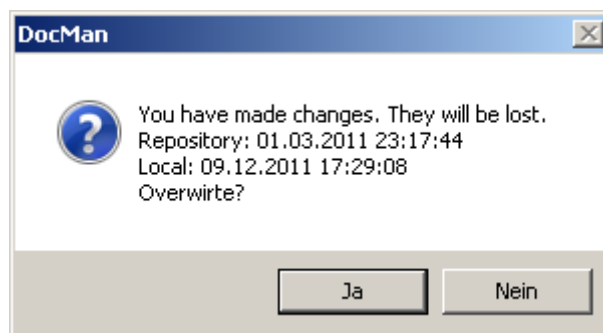 DocMan
You have made changes. They will be lost.
Repository: 01.03.2011 23:17:44
Local: 09.12.2011 17:29:08
Overwirte?
Ja
Nein